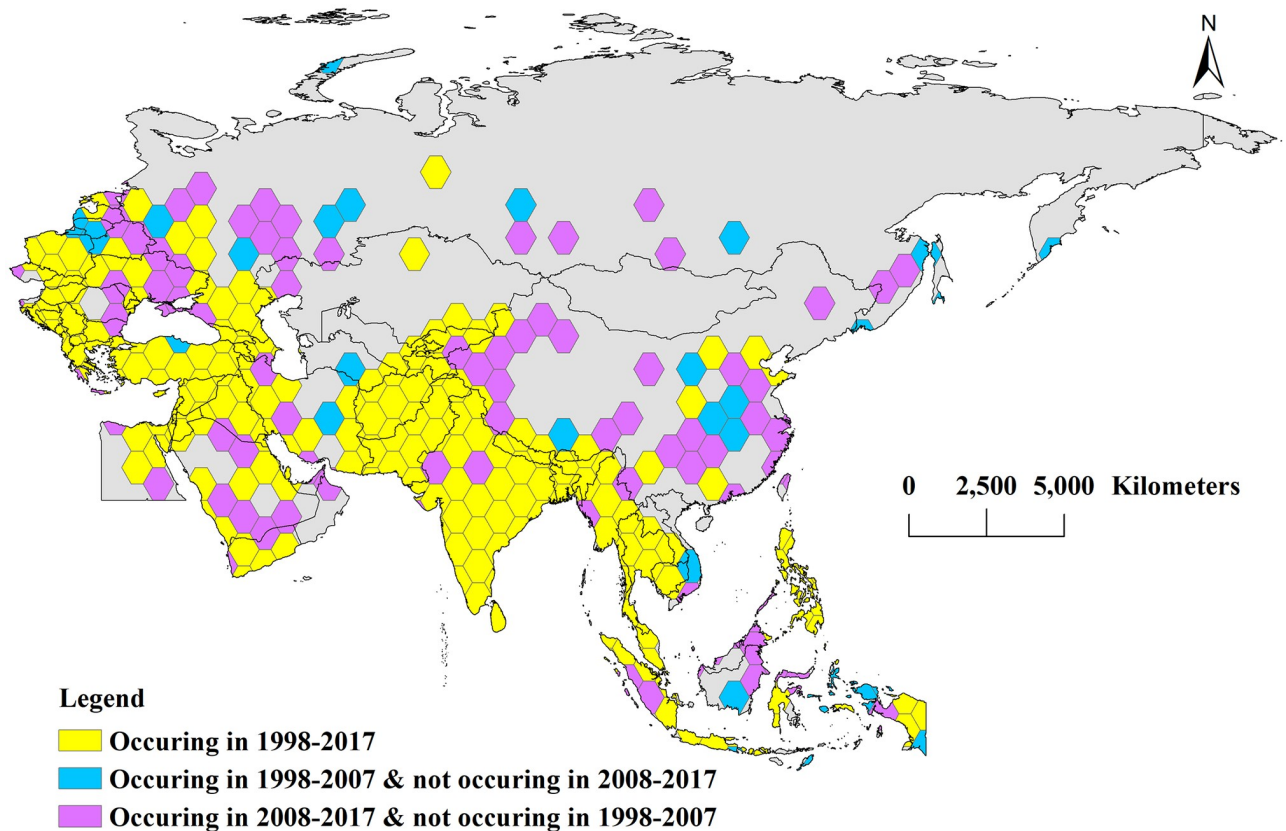 N
0 2,500 5,000 Kilometers
Legend
Occuring in 1998-2017
Occuring in 1998-2007 & not occuring in 2008-2017
Occuring in 2008-2017 & not occuring in 1998-2007